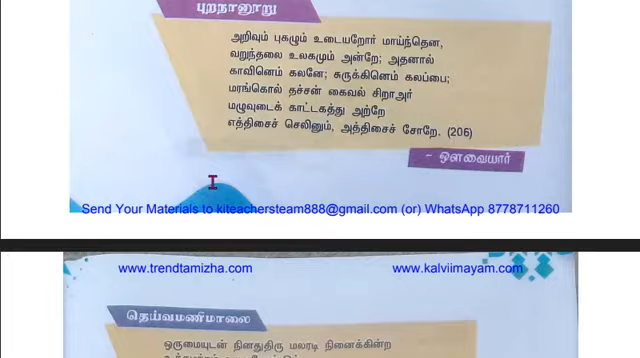 புறநானூறு
அறிவும் புகழும் உடையோர் மாய்ந்தென,
வறுந்தலை உலகமும் அன்றே; அதனால்
காவினெம் கலனே; சுருக்கினெம் கலப்பை;
மரங்கொல் தச்சன் கைவல் சிறாஅர்
மழுவுடைக் காட்டகத்து அற்றே
எத்திசைச் செலினும், அத்திசைச் சோறே. (206)
- ஔவையார்
Send Your Materials to kiteachersteam888@gmail.com (or) WhatsApp 8778711260
www.trendtamizha.com www.kalviimayam.com
தெய்வமணிமாலை
ஒருமையுடன் நினதுதிரு மலரடி நினைக்கின்ற